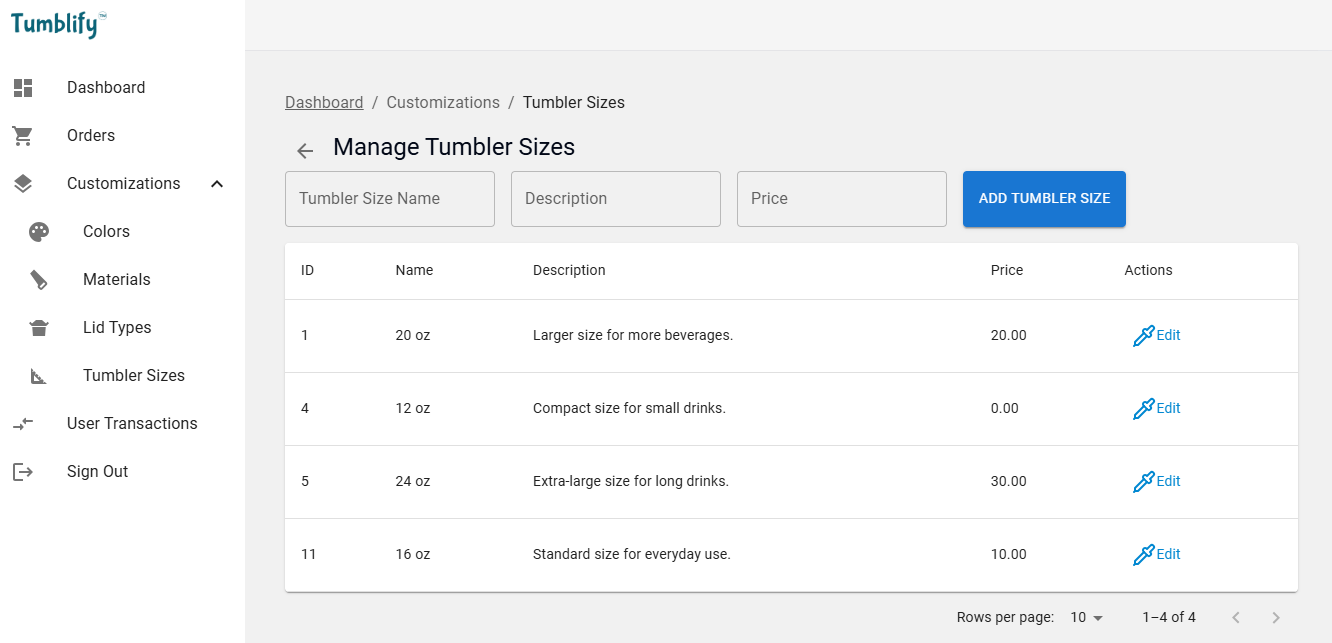 Tumblify™
Dashboard
Orders
Customizations
Colors
Materials
Lid Types
Tumbler Sizes
User Transactions
Sign Out
Dashboard / Customizations / Tumbler Sizes
Manage Tumbler Sizes
Tumbler Size Name Description Price ADD TUMBLER SIZE
ID Name Description Price Actions
1 20 oz Larger size for more beverages. 20.00 Edit
4 12 oz Compact size for small drinks. 0.00 Edit
5 24 oz Extra-large size for long drinks. 30.00 Edit
11 16 oz Standard size for everyday use. 10.00 Edit
Rows per page: 10 1–4 of 4